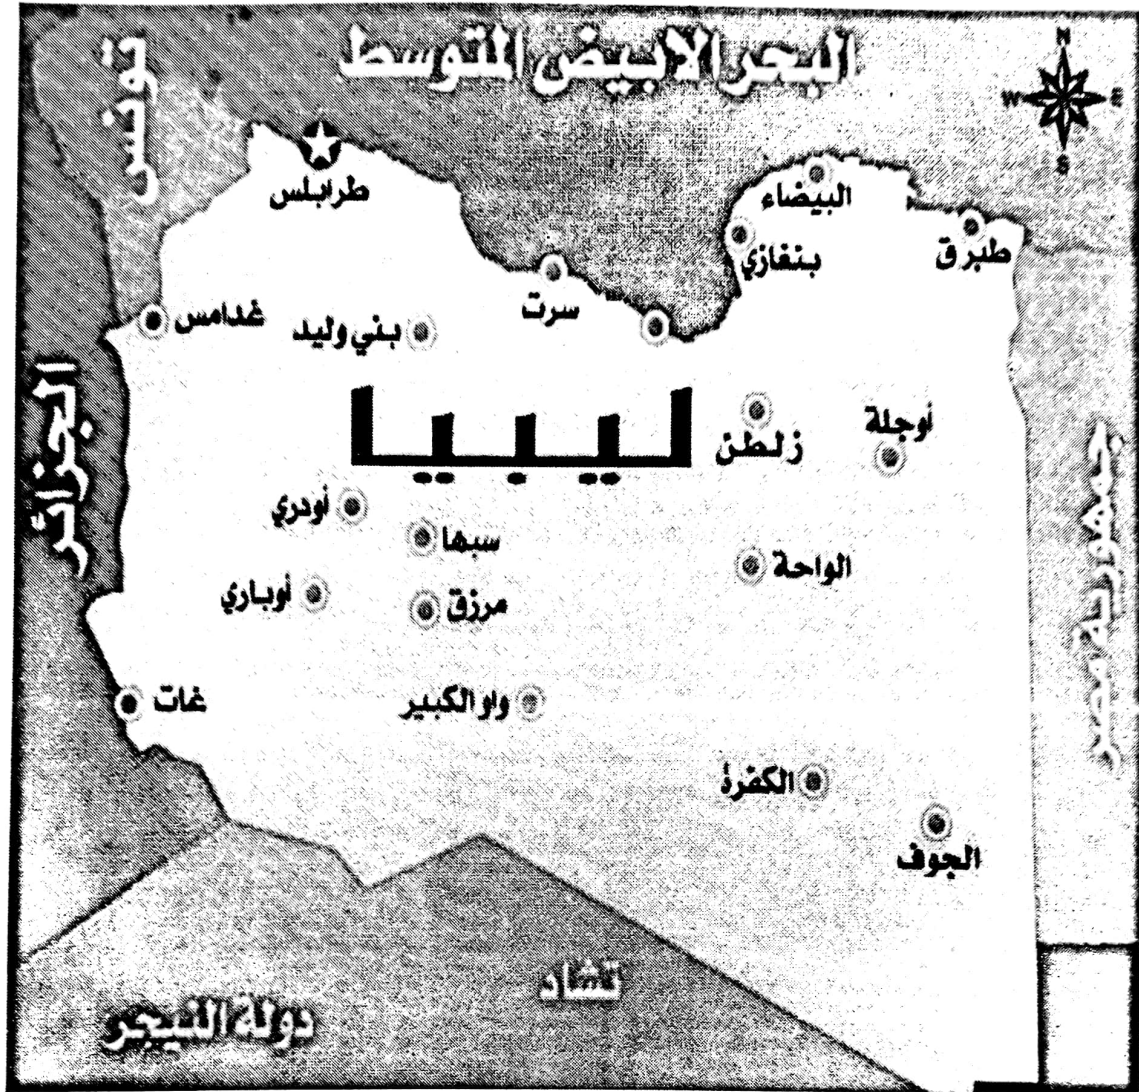 البحر الابيض المتوسط
تونس
N
W
E
S
طرابلس
البيضاء
بنغازي
طبرق
سرت
غدامس
بني وليد
الجزائر
ليبيا
زلطن
أوجلة
جمهورية مصر
أودري
سبها
الواحة
أوباري
مرزق
غات
واو الكبير
الكفرة
الجوف
تشاد
دولة النيجر